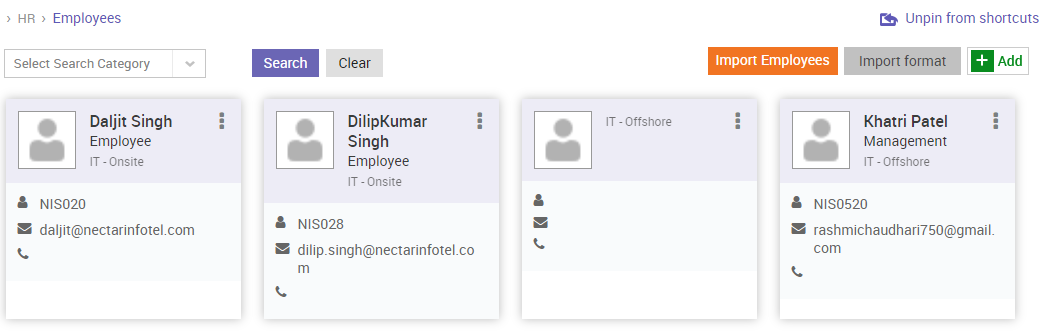 › HR › Employees
Unpin from shortcuts
Select Search Category
Search
Clear
Import Employees
Import format
+ Add
Daljit Singh
Employee
IT - Onsite
NIS020
daljit@nectarinfotel.com
DilipKumar
Singh
Employee
IT - Onsite
NIS028
dilip.singh@nectarinfotel.co
m
IT - Offshore
Khatri Patel
Management
IT - Offshore
NIS0520
rashmichaudhari750@gmail.
com